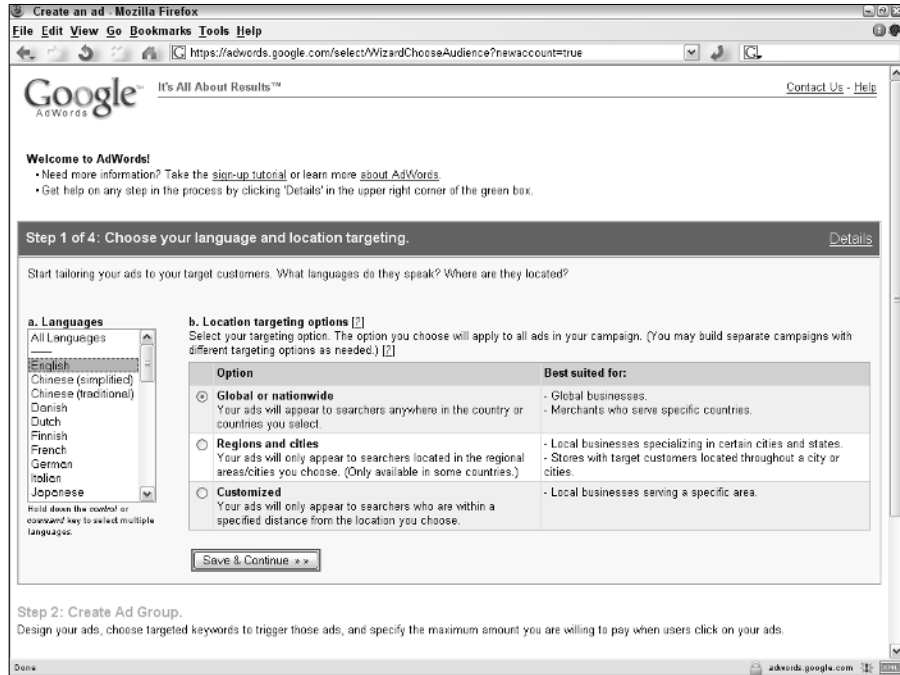 Create an ad - Mozilla Firefox
File Edit View Go Bookmarks Tools Help
https://adwords.google.com/select/WizardChooseAudience?newaccount=true
Google™
AdWords
It's All About Results™
Contact Us - Help
Welcome to AdWords!
• Need more information? Take the sign-up tutorial or learn more about AdWords.
• Get help on any step in the process by clicking 'Details' in the upper right corner of the green box.
Step 1 of 4: Choose your language and location targeting.
Details
Start tailoring your ads to your target customers. What languages do they speak? Where are they located?
a. Languages
All Languages
-----
English
Chinese (simplified)
Chinese (traditional)
Danish
Dutch
Finnish
French
German
Italian
Japanese
Hold down the control or
command key to select multiple
languages.
b. Location targeting options [?]
Select your targeting option. The option you choose will apply to all ads in your campaign. (You may build separate campaigns with
different targeting options as needed.) [?]
Option
Best suited for:
Global or nationwide
Your ads will appear to searchers anywhere in the country or
countries you select.
- Global businesses.
- Merchants who serve specific countries.
Regions and cities
Your ads will only appear to searchers located in the regional
areas/cities you choose. (Only available in some countries.)
- Local businesses specializing in certain cities and states.
- Stores with target customers located throughout a city or
cities.
Customized
Your ads will only appear to searchers who are within a
specified distance from the location you choose.
- Local businesses serving a specific area.
Save & Continue » »
Step 2: Create Ad Group.
Design your ads, choose targeted keywords to trigger those ads, and specify the maximum amount you are willing to pay when users click on your ads.
Done
adwords.google.com